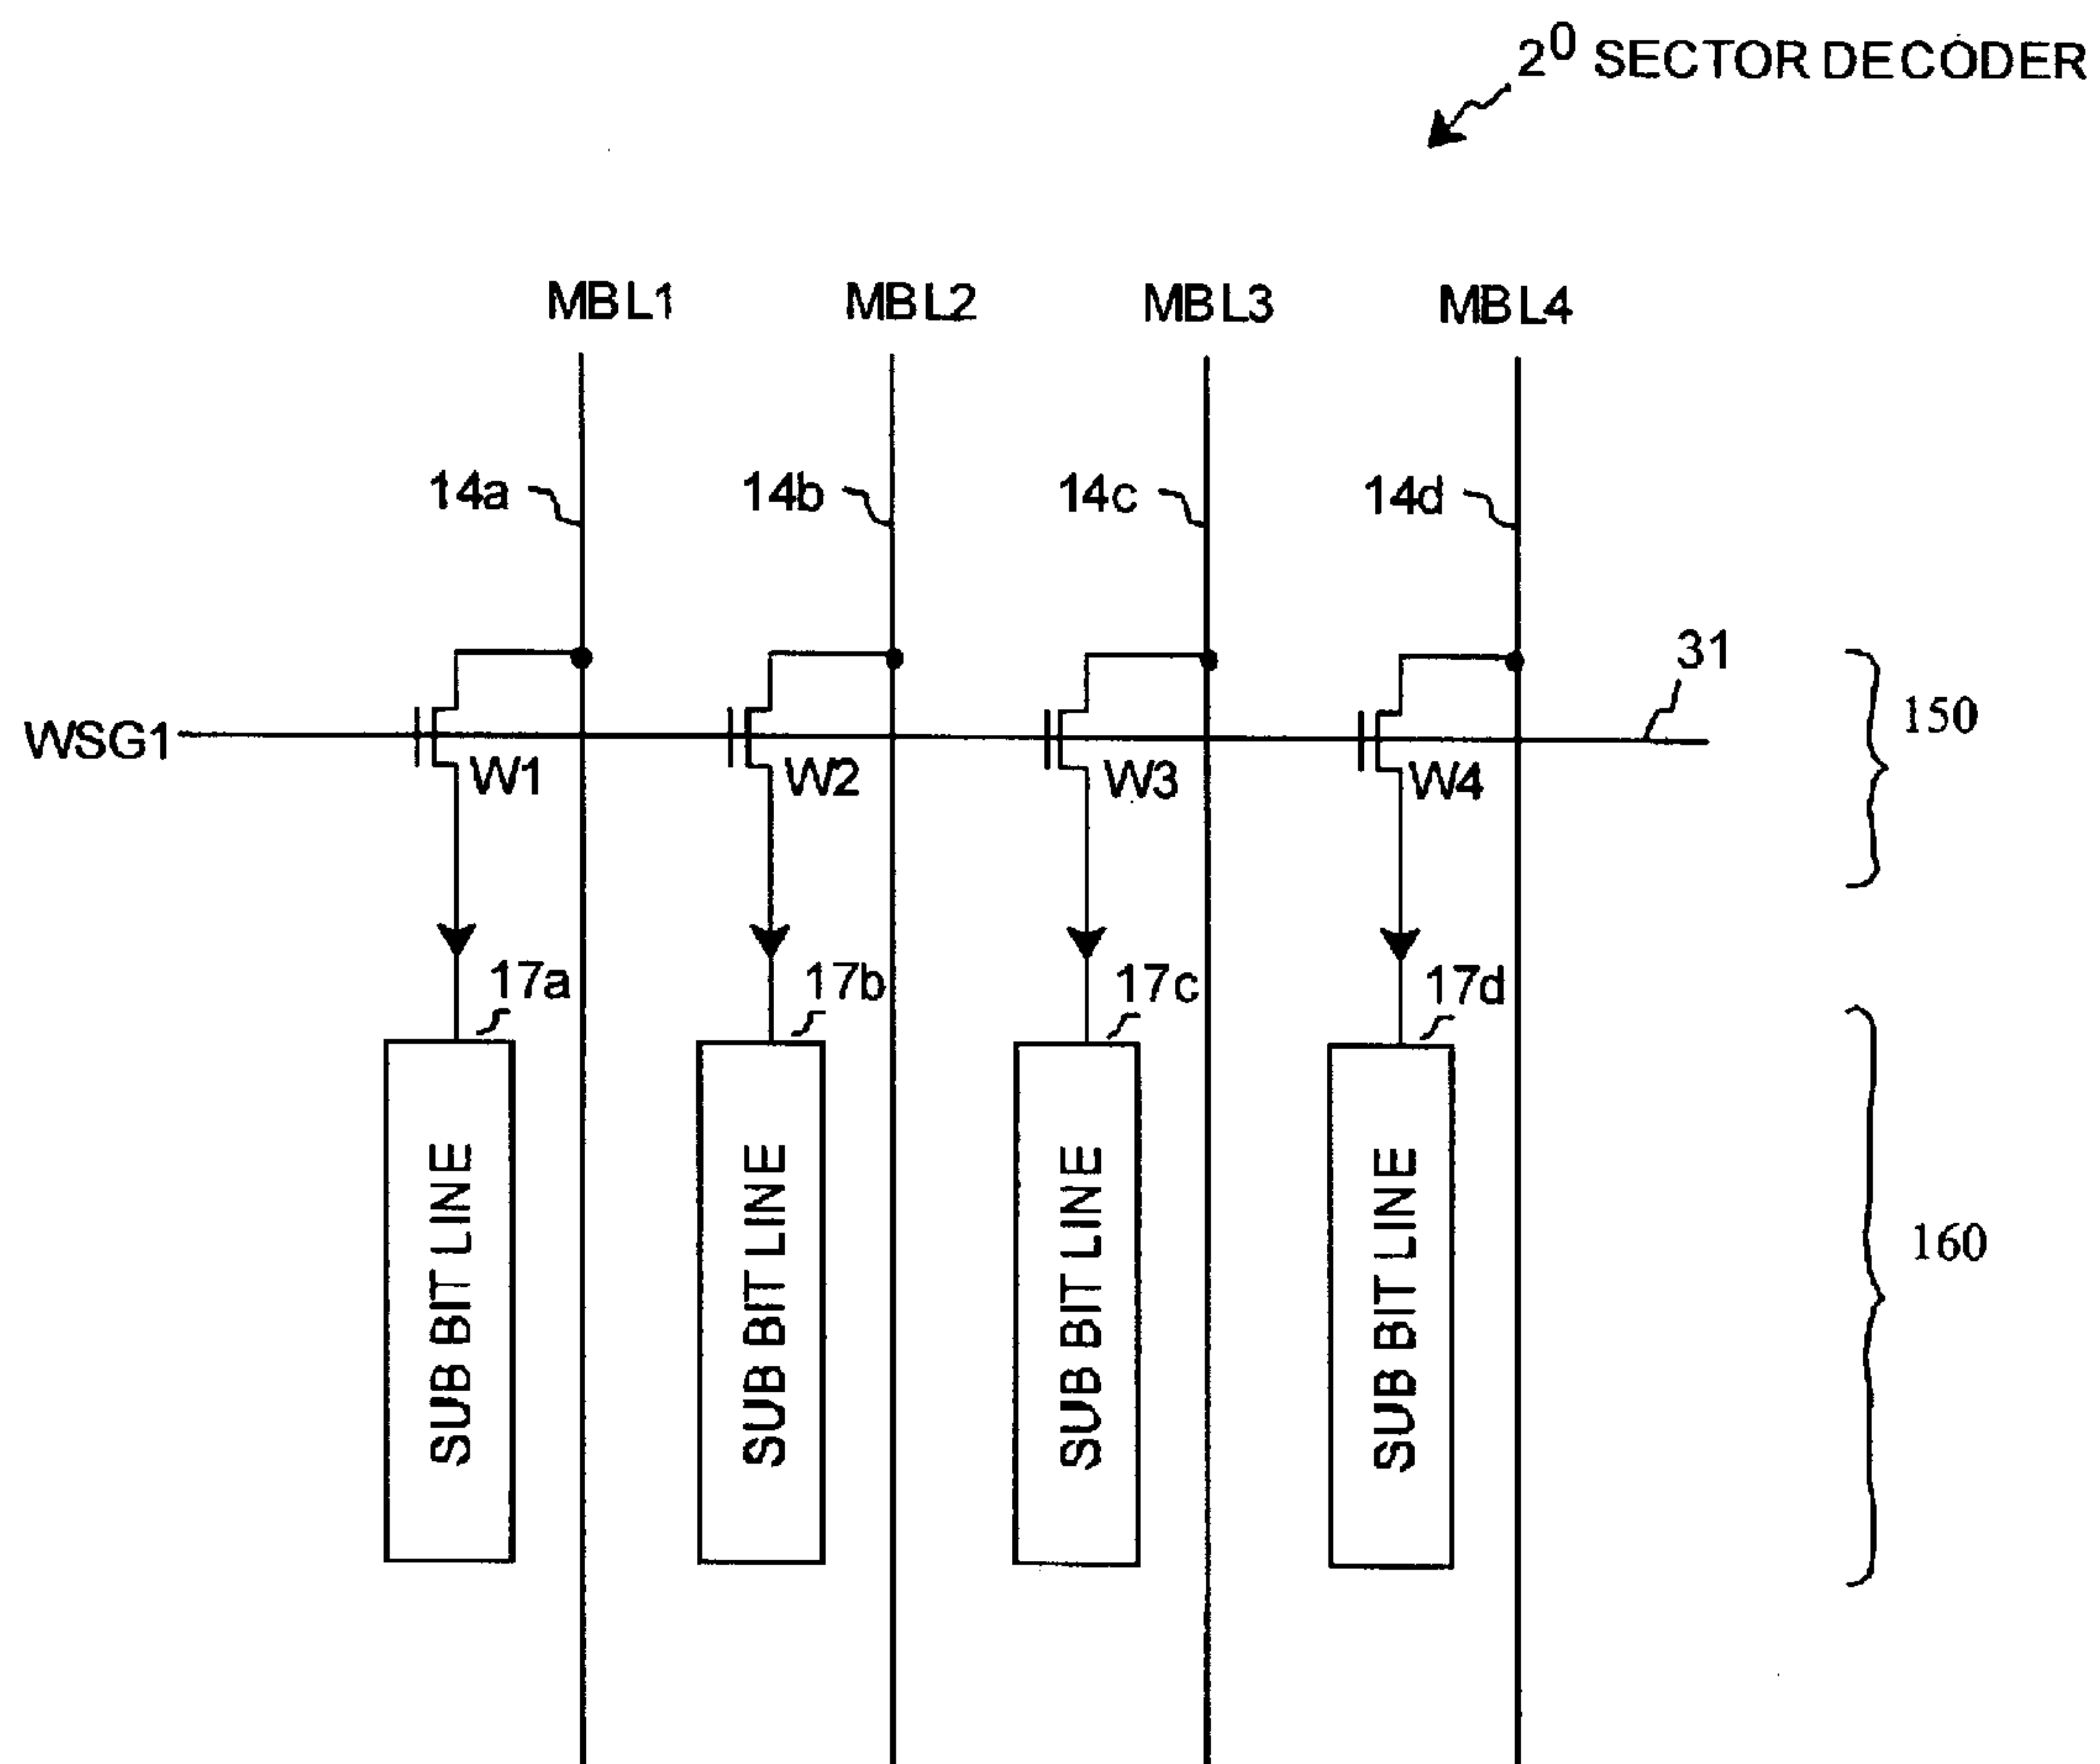 2⁰ SECTOR DECODER
MBL1 MBL2 MBL3 MBL4
14a 14b 14c 14d
31
150
WSG1
W1 W2 W3 W4
17a 17b 17c 17d
160
SUB BIT LINE
SUB BIT LINE
SUB BIT LINE
SUB BIT LINE